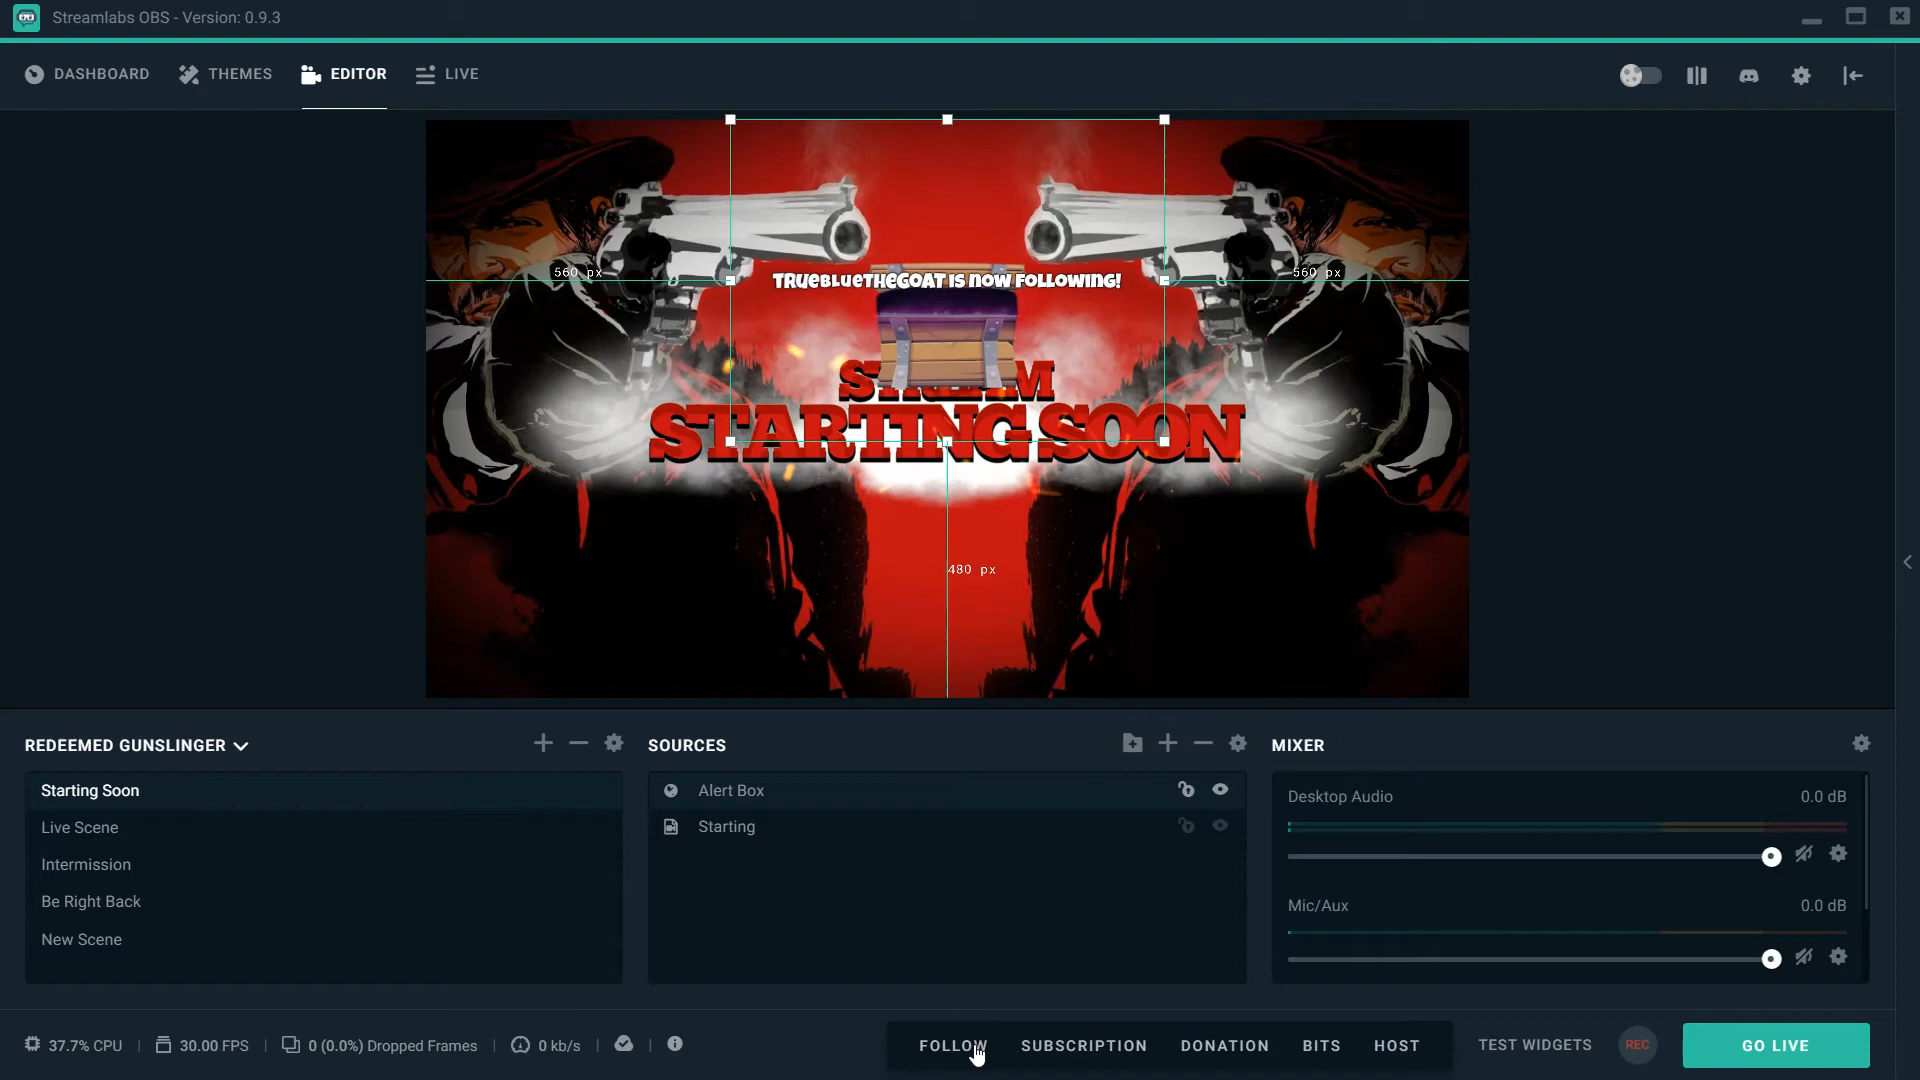 Streamlabs OBS - Version: 0.9.3
DASHBOARD
THEMES
EDITOR
LIVE
560 px
560 px
TRUEBLUETHEGOAT IS NOW FOLLOWING!
STREAM
STARTING SOON
480 px
REDEEMED GUNSLINGER
Starting Soon
Live Scene
Intermission
Be Right Back
New Scene
SOURCES
Alert Box
Starting
MIXER
Desktop Audio 0.0 dB
Mic/Aux 0.0 dB
37.7% CPU | 30.00 FPS | 0 (0.0%) Dropped Frames | 0 kb/s
FOLLOW SUBSCRIPTION DONATION BITS HOST
TEST WIDGETS
REC
GO LIVE